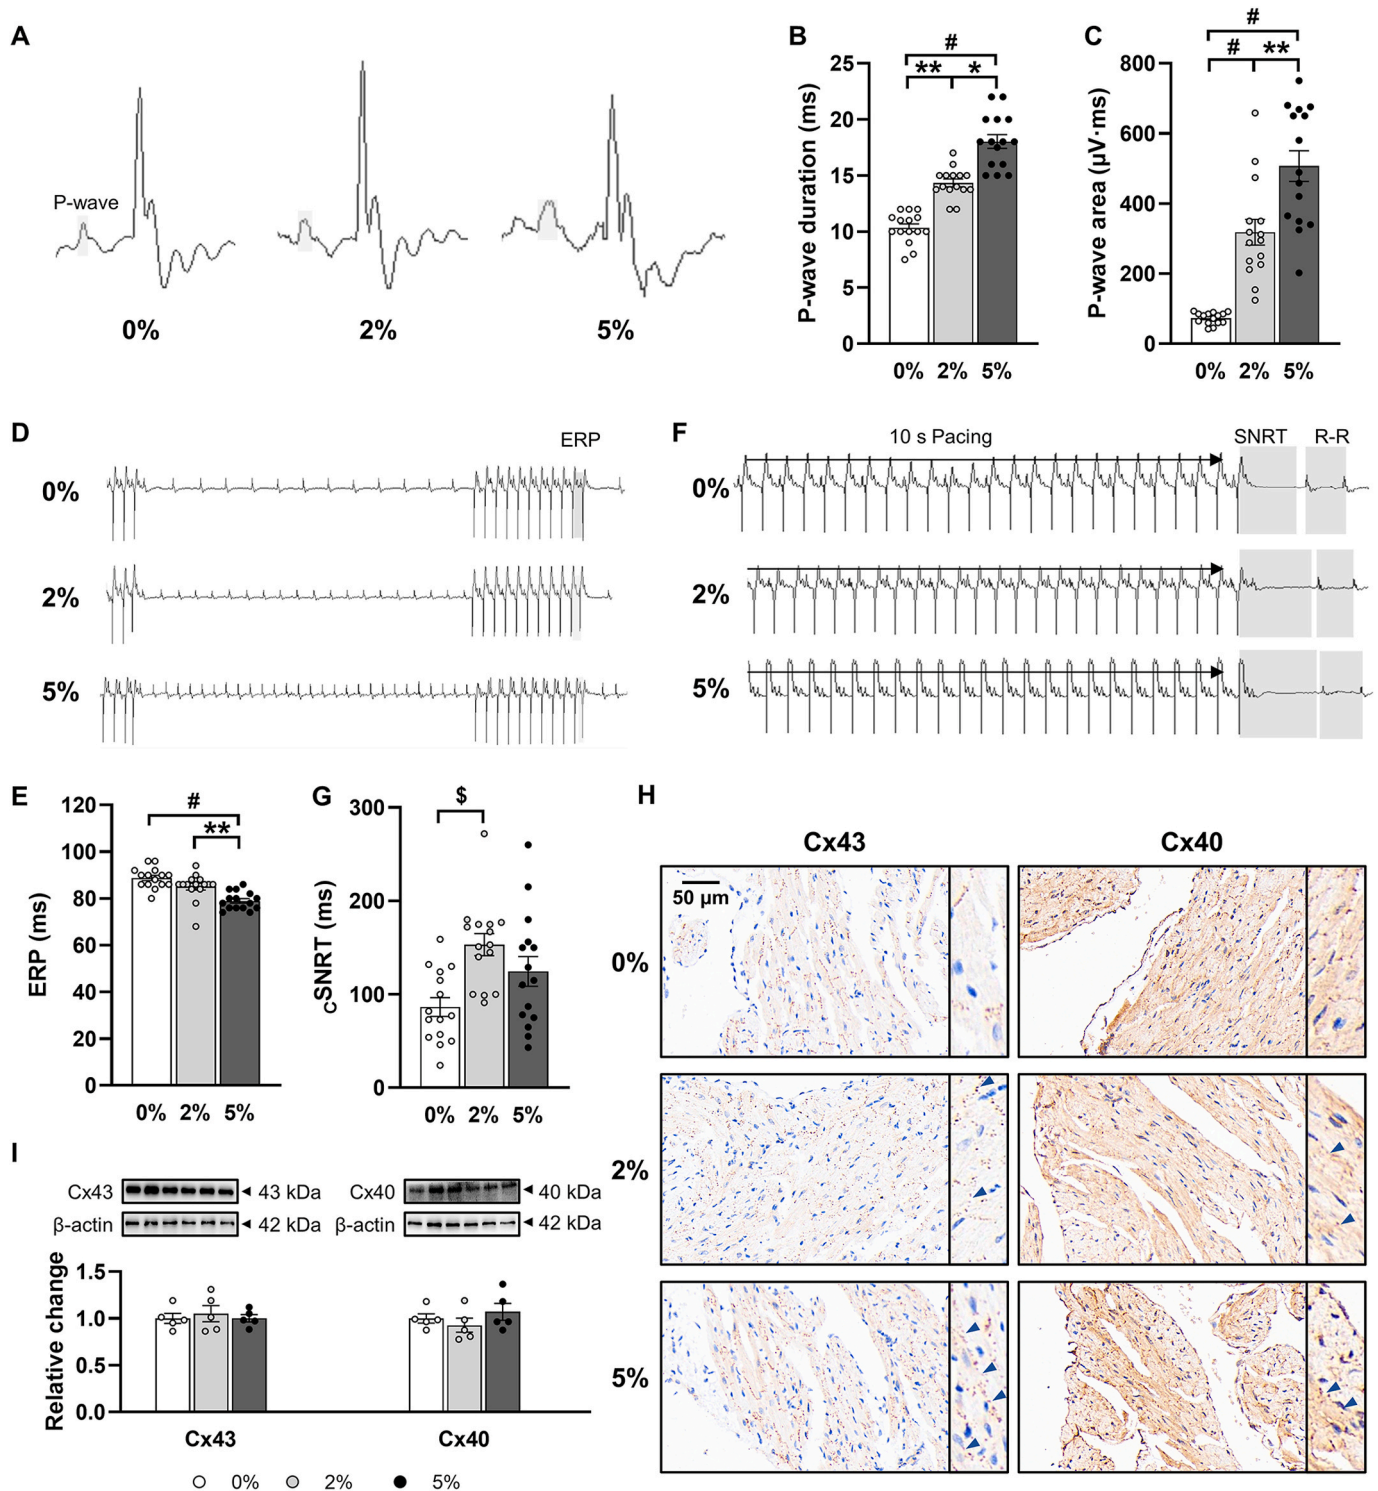 A
P-wave
0% 2% 5%
B
P-wave duration (ms)
25
20
15
10
5
0
#
** *
0% 2% 5%
C
P-wave area (µV·ms)
800
600
400
200
0
#
# **
0% 2% 5%
D
ERP
0%
2%
5%
F
10 s Pacing SNRT R-R
0%
2%
5%
E
ERP (ms)
120
100
80
60
40
20
0
#
**
0% 2% 5%
G
cSNRT (ms)
300
200
100
0
$
0% 2% 5%
H
Cx43 Cx40
50 µm
0%
2%
5%
I
Cx43 43 kDa
β-actin 42 kDa
Cx40 40 kDa
β-actin 42 kDa
Relative change
1.5
1.0
0.5
0.0
Cx43 Cx40
0% 2% 5%